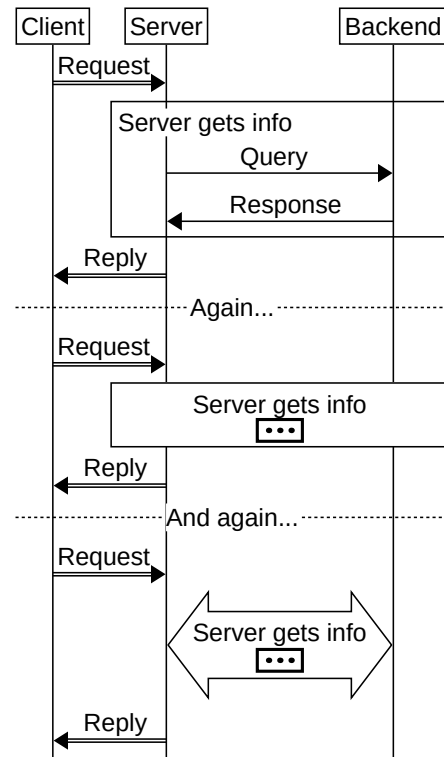 Client Server Backend
Request
Server gets info
Query
Response
Reply
Again...
Request
Server gets info
Reply
And again...
Request
Server gets info
Reply